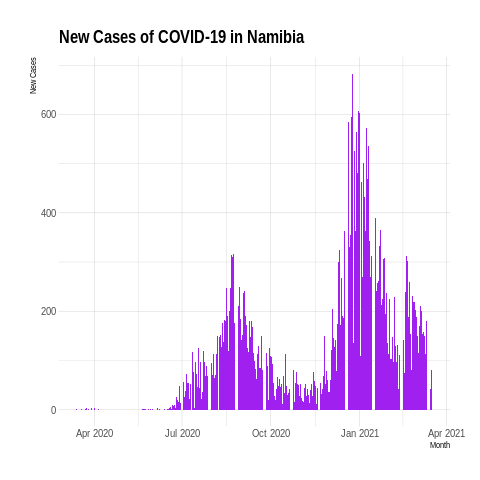 New Cases of COVID-19 in Namibia
New Cases
600
400
200
0
Apr 2020 Jul 2020 Oct 2020 Jan 2021 Apr 2021
Month